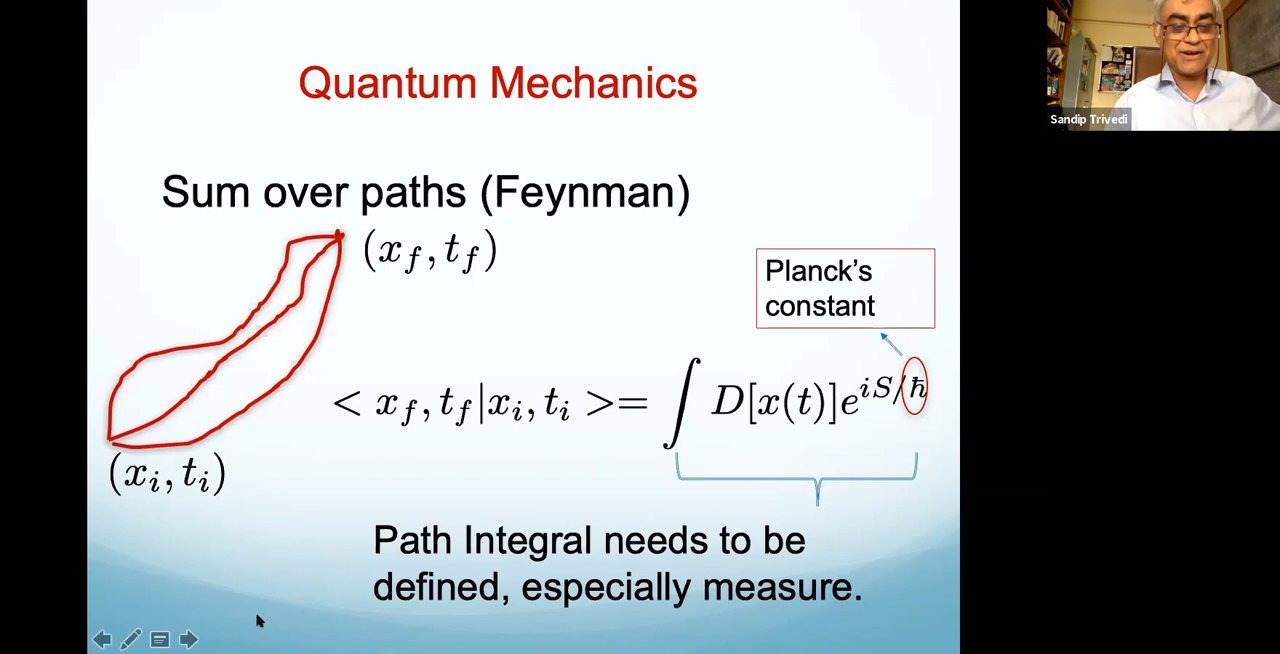 Quantum Mechanics
Sandip Trivedi
Sum over paths (Feynman)
(x_f, t_f)
Planck’s
constant
< x_f, t_f|x_i, t_i >= ∫ D[x(t)]e^{iS/ħ}
(x_i, t_i)
Path Integral needs to be
defined, especially measure.